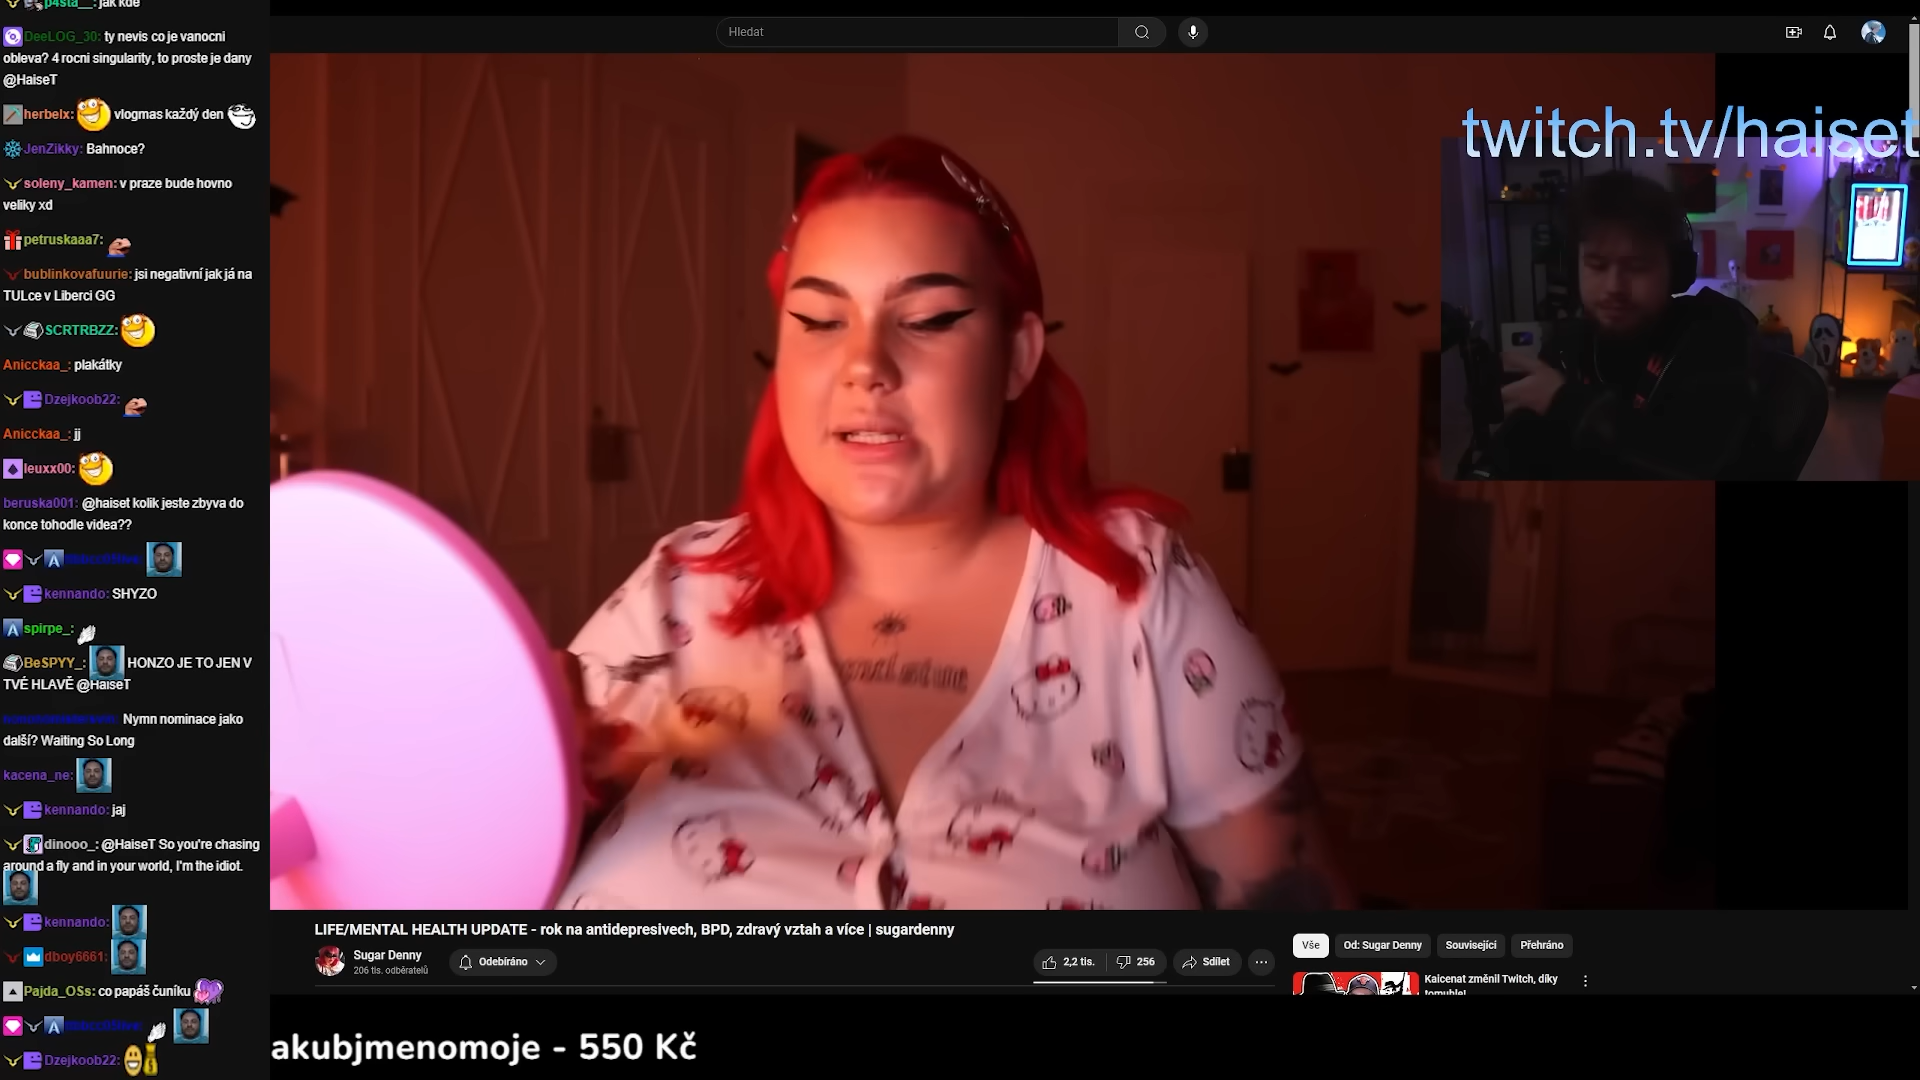 p4sta__: jak kde
DeeLOG_30: ty nevis co je vanocni
obleva? 4 rocni singularity, to proste je dany
@HaiseT
herbelx: vlogmas každý den
JenZikky: Bahnoce?
soleny_kamen: v praze bude hovno
veliky xd
petruskaaa7:
bublinkovafuurie: jsi negativní jak já na
TULce v Liberci GG
SCRTRBZZ:
Anicckaa_: plakátky
Dzejkoob22:
Anicckaa_: jj
leuxx00:
beruska001: @haiset kolik jeste zbyva do
konce tohodle videa??
kennando: SHYZO
spirpe_:
BeSPYY_: HONZO JE TO JEN V
TVÉ HLAVĚ @HaiseT
Nymn nominace jako
další? Waiting So Long
kacena_ne:
kennando: jaj
dinooo_: @HaiseT So you're chasing
around a fly and in your world, I'm the idiot.
kennando:
dboy6661:
Pajda_OSs: co papáš čuníku
Dzejkoob22:
Hledat
twitch.tv/haiset
LIFE/MENTAL HEALTH UPDATE - rok na antidepresivech, BPD, zdravý vztah a více | sugardenny
Sugar Denny
206 tis. odběratelů
Odebíráno
2,2 tis.
256
Sdílet
Vše
Od: Sugar Denny
Související
Přehráno
Kaicenat změnil Twitch, díky
tomuhle!
akubjmenomoje - 550 Kč